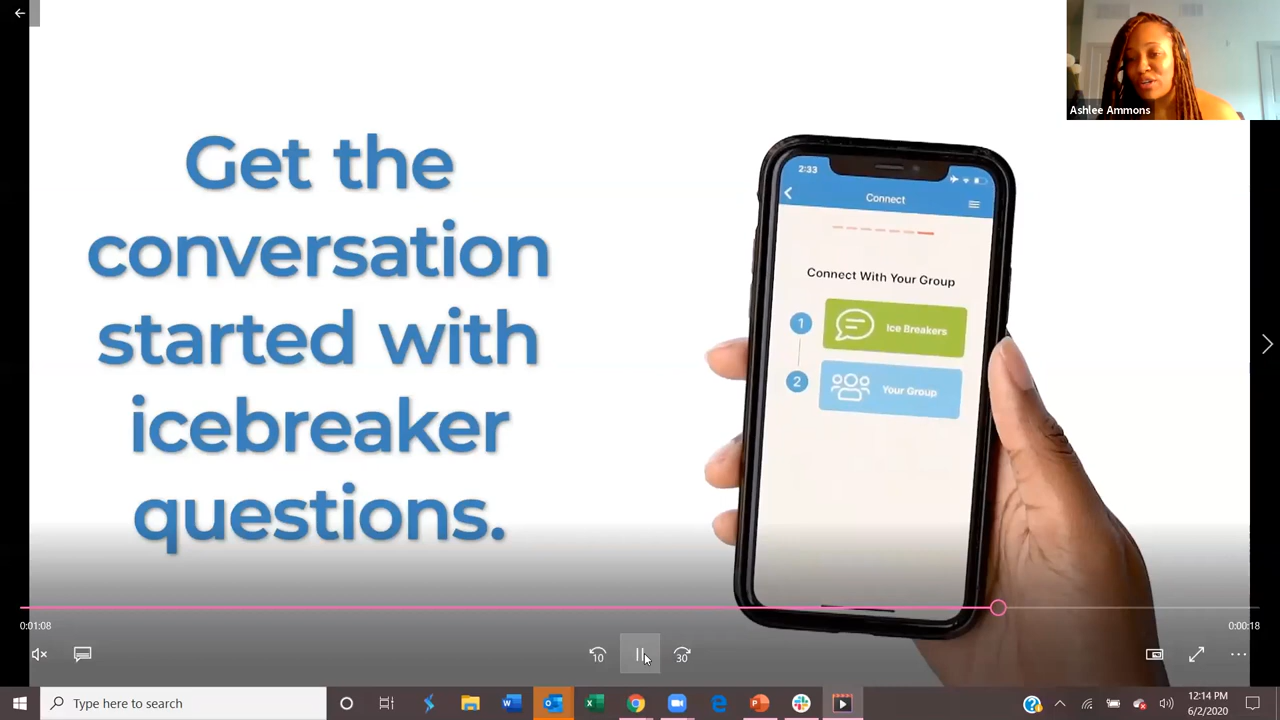 Ashlee Ammons
Get the
conversation
started with
icebreaker
questions.
2:33
Connect
Connect With Your Group
1
Ice Breakers
2
Your Group
0:01:08
0:00:18
10
30
Type here to search
12:14 PM
6/2/2020